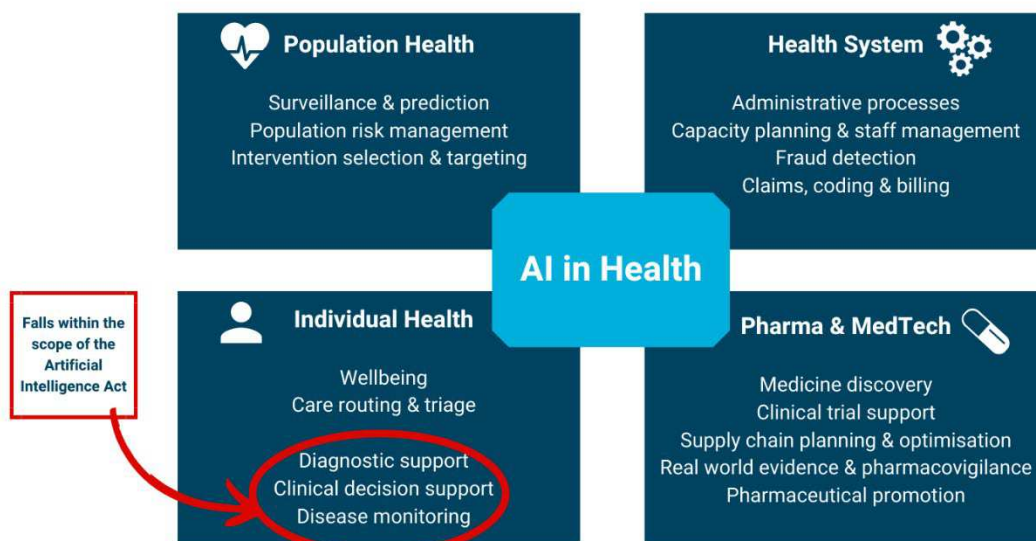 Population Health
Surveillance & prediction
Population risk management
Intervention selection & targeting
Health System
Administrative processes
Capacity planning & staff management
Fraud detection
Claims, coding & billing
AI in Health
Falls within the
scope of the
Artificial
Intelligence Act
Individual Health
Wellbeing
Care routing & triage
Diagnostic support
Clinical decision support
Disease monitoring
Pharma & MedTech
Medicine discovery
Clinical trial support
Supply chain planning & optimisation
Real world evidence & pharmacovigilance
Pharmaceutical promotion